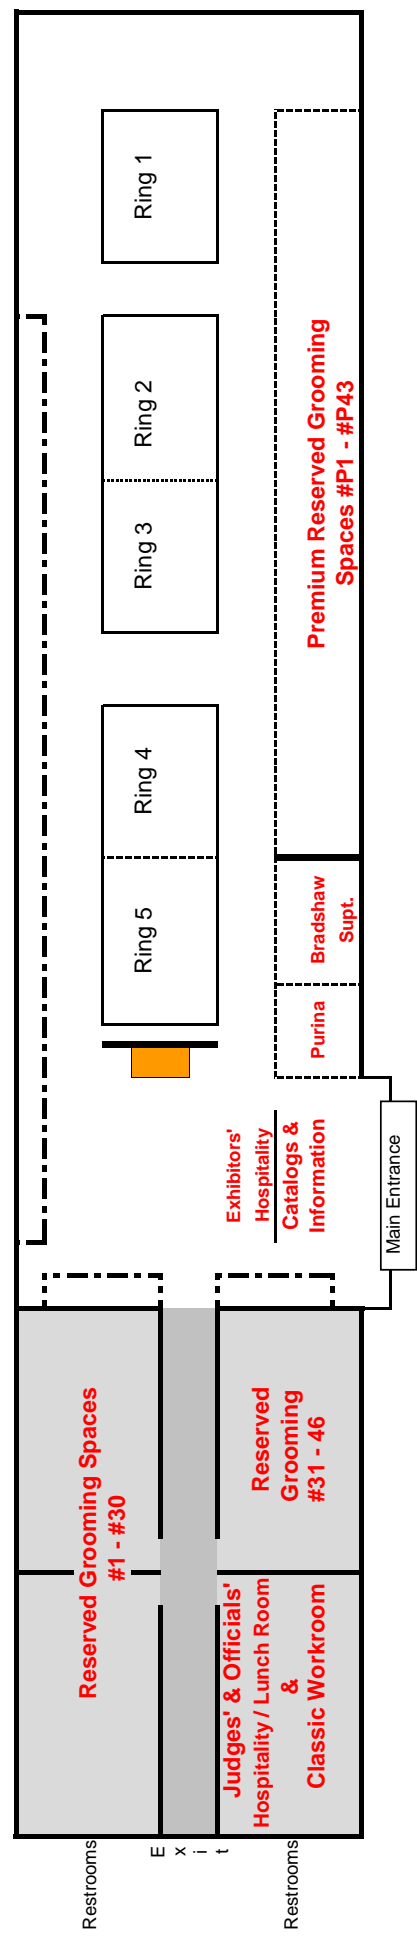 Ring 1
Ring 2
Ring 3
Ring 4
Ring 5
Premium Reserved Grooming
Spaces #P1 - #P43
Bradshaw
Supt.
Purina
Exhibitors'
Hospitality
Catalogs &
Information
Main Entrance
Reserved Grooming Spaces
#1 - #30
Reserved
Grooming
#31 - 46
Judges' & Officials'
Hospitality / Lunch Room
&
Classic Workroom
Restrooms
Exit
Restrooms